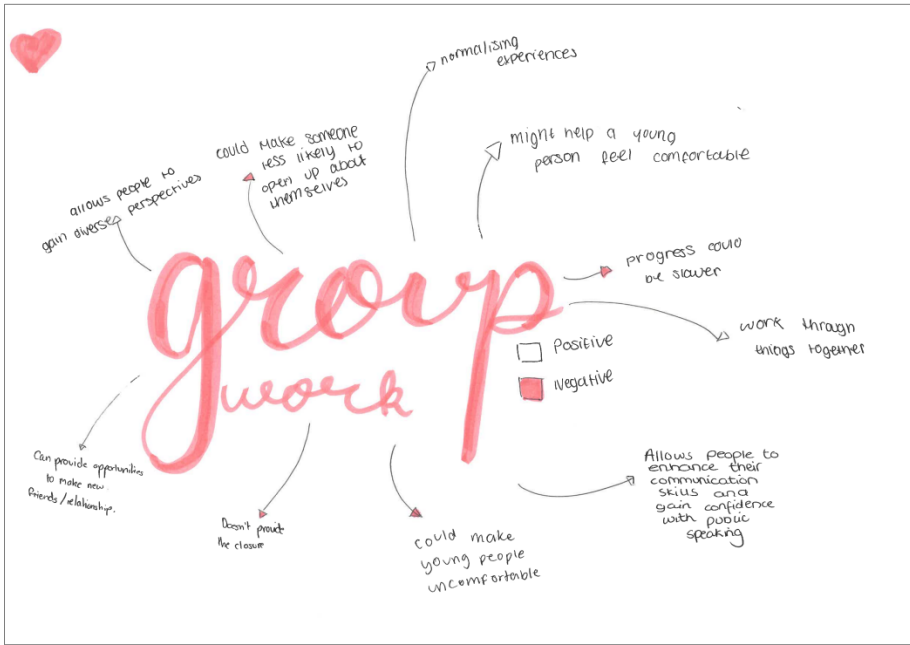 normalising
experiences
could make someone
less likely to
open up about
themselves
might help a young
person feel comfortable
allows people to
gain diverse perspectives
group
work
progress could
be slower
work through
things together
Positive
Negative
Can provide opportunities
to make new
friends/relationship.
Doesn't provide
the closure
could make
young people
uncomfortable
Allows people to
enhance their
communication
skills and
gain confidence
with public
speaking